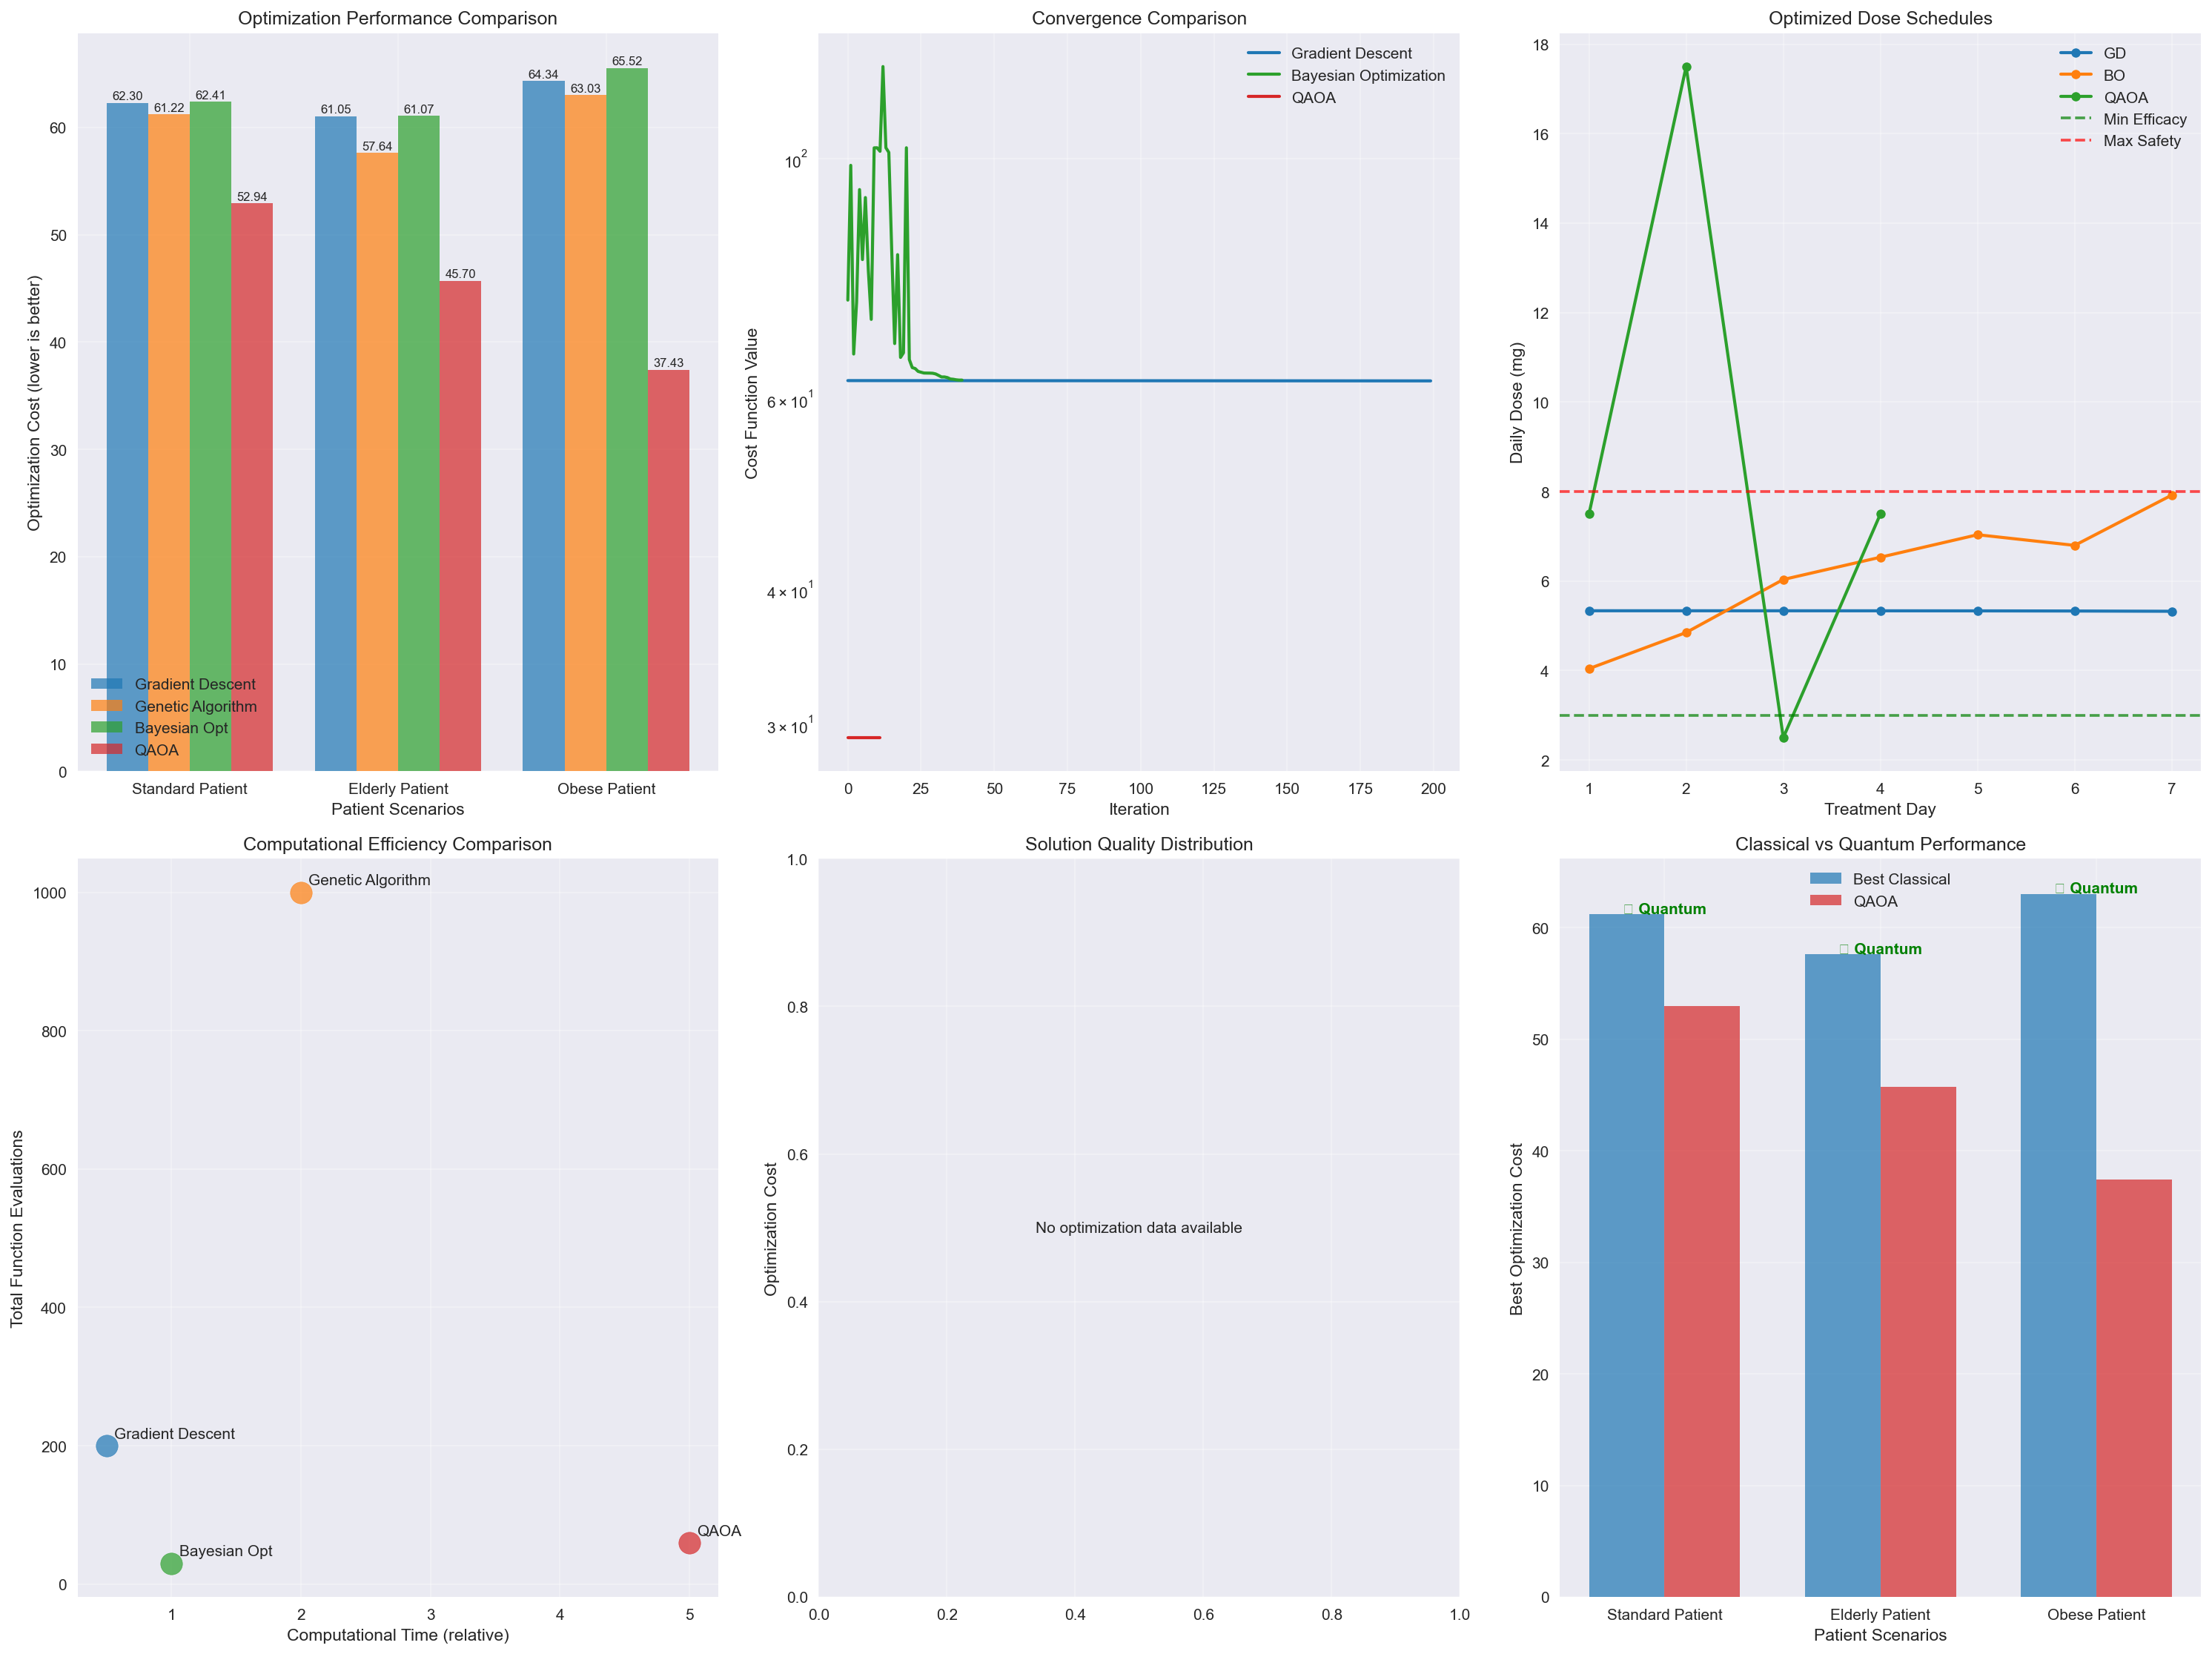 Optimization Performance Comparison
Optimization Cost (lower is better)
60
50
40
30
20
10
0
62.30
61.22
62.41
52.94
61.05
57.64
61.07
45.70
64.34
63.03
65.52
37.43
Gradient Descent
Genetic Algorithm
Bayesian Opt
QAOA
Standard Patient
Elderly Patient
Obese Patient
Patient Scenarios
Convergence Comparison
Cost Function Value
10²
6 × 10¹
4 × 10¹
3 × 10¹
Gradient Descent
Bayesian Optimization
QAOA
0
25
50
75
100
125
150
175
200
Iteration
Optimized Dose Schedules
Daily Dose (mg)
18
16
14
12
10
8
6
4
2
GD
BO
QAOA
Min Efficacy
Max Safety
1
2
3
4
5
6
7
Treatment Day
Computational Efficiency Comparison
Total Function Evaluations
1000
800
600
400
200
0
Genetic Algorithm
Gradient Descent
Bayesian Opt
QAOA
1
2
3
4
5
Computational Time (relative)
Solution Quality Distribution
Optimization Cost
1.0
0.8
0.6
0.4
0.2
0.0
No optimization data available
0.0
0.2
0.4
0.6
0.8
1.0
Classical vs Quantum Performance
Best Optimization Cost
60
50
40
30
20
10
0
Best Classical
QAOA
▯ Quantum
▯ Quantum
▯ Quantum
Standard Patient
Elderly Patient
Obese Patient
Patient Scenarios